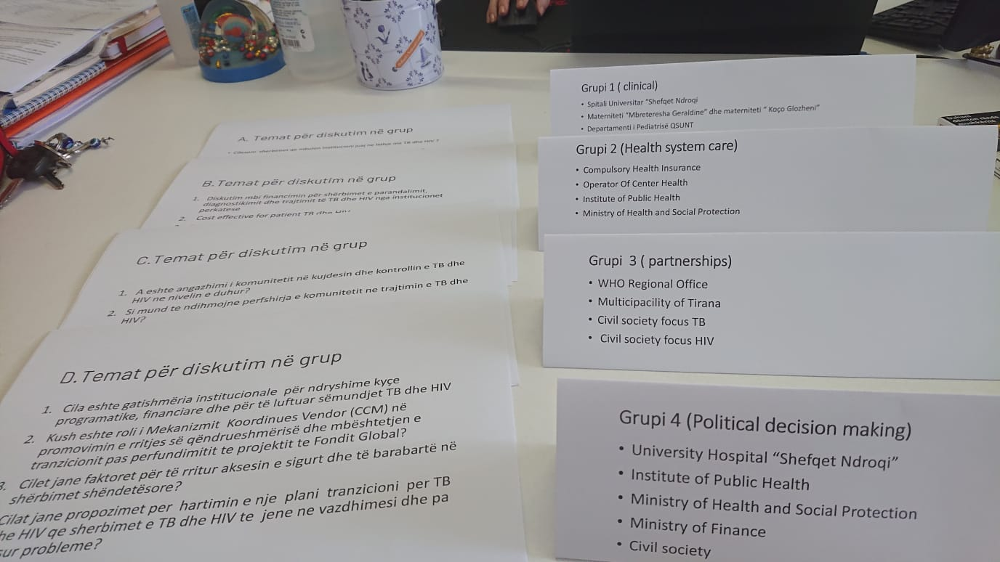 A. Temat për diskutim në grup
B. Temat për diskutim në grup
1. Diskutim mbi financimin për shërbimet e parandalimit,
diagnostikimit dhe trajtimit të TB dhe HIV nga institucionet
perkatese
2. Cost effective for patient TB dhe
C. Temat për diskutim në grup
1. A eshte angazhimi i komunitetit në kujdesin dhe kontrollin e TB dhe
HIV ne nivelin e duhur?
2. Si mund te ndihmojne perfshirja e komunitetit ne trajtimin e TB dhe
HIV?
D. Temat për diskutim në grup
1. Cila eshte gatishmëria institucionale për ndryshime kyçe
programatike, financiare dhe për të luftuar sëmundjet TB dhe HIV
2. Kush eshte roli i Mekanizmit Koordinues Vendor (CCM) në
promovimin e rritjes së qëndrueshmërisë dhe mbështetjen e
tranzicionit pas perfundimitit te projektit te Fondit Global?
3. Cilet jane faktoret për të rritur aksesin e sigurt dhe të barabartë në
shërbimet shëndetësore?
Cilat jane propozimet per hartimin e nje plani tranzicioni per TB
he HIV qe sherbimet e TB dhe HIV te jene ne vazdhimesi dhe pa
sur probleme?
Grupi 1 ( clinical)
• Spitali Universitar "Shefqet Ndroqi
• Materniteti "Mbreteresha Geraldine" dhe materniteti " Koço Glozheni"
• Departamenti i Pediatrisë QSUNT
Grupi 2 (Health system care)
• Compulsory Health Insurance
• Operator Of Center Health
• Institute of Public Health
• Ministry of Health and Social Protection
Grupi 3 ( partnerships)
• WHO Regional Office
• Multicipacility of Tirana
• Civil society focus TB
• Civil society focus HIV
Grupi 4 (Political decision making)
• University Hospital "Shefqet Ndroqi"
• Institute of Public Health
• Ministry of Health and Social Protection
• Ministry of Finance
• Civil society